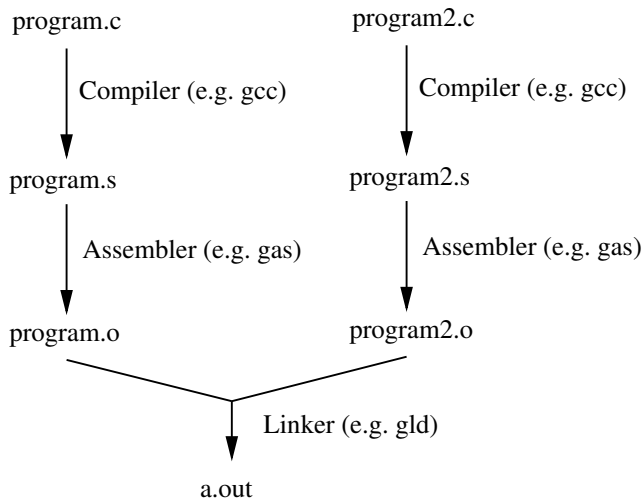 program.c
program2.c
Compiler (e.g. gcc)
Compiler (e.g. gcc)
program.s
program2.s
Assembler (e.g. gas)
Assembler (e.g. gas)
program.o
program2.o
Linker (e.g. gld)
a.out